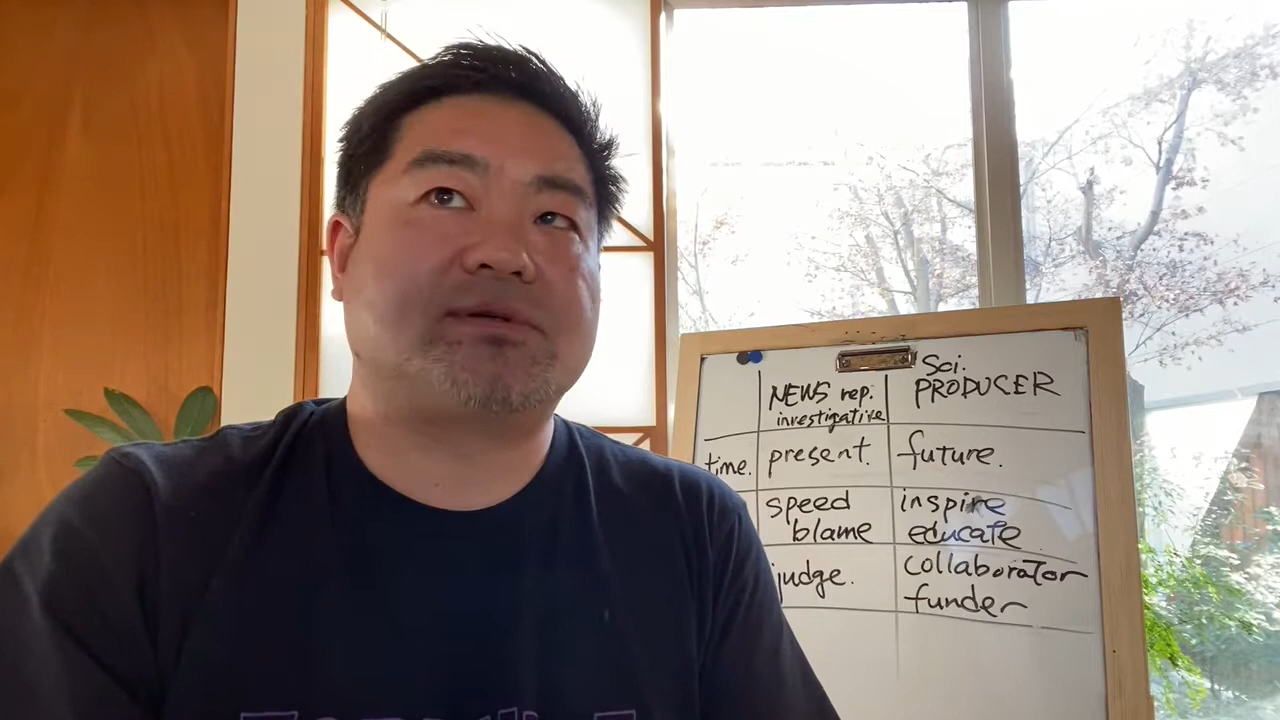 NEWS rep.
investigative
Sci.
PRODUCER
time.
present.
future.
speed
blame
inspire
educate
judge.
collaborator
funder